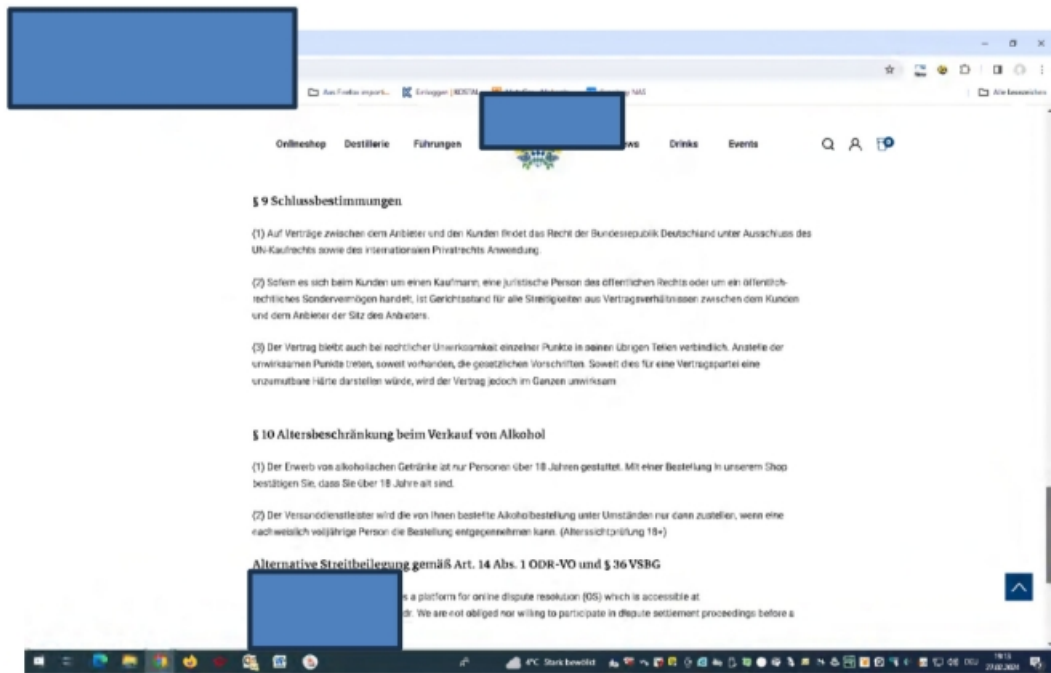 Aus Firefox import...
Alle Lesezeichen
Onlineshop Destillerie Führungen Drinks Events
§ 9 Schlussbestimmungen
(1) Auf Verträge zwischen dem Anbieter und den Kunden findet das Recht der Bundesrepublik Deutschland unter Ausschluss des
UN-Kaufrechts sowie des internationalen Privatrechts Anwendung.
(2) Sofern es sich beim Kunden um einen Kaufmann, eine juristische Person des öffentlichen Rechts oder um ein öffentlich-
rechtliches Sondervermögen handelt, ist Gerichtsstand für alle Streitigkeiten aus Vertragsverhältnissen zwischen dem Kunden
und dem Anbieter der Sitz des Anbieters.
(3) Der Vertrag bleibt auch bei rechtlicher Unwirksamkeit einzelner Punkte in seinen übrigen Teilen verbindlich. Anstelle der
unwirksamen Punkte treten, soweit vorhanden, die gesetzlichen Vorschriften. Soweit dies für eine Vertragspartei eine
unzumutbare Härte darstellen würde, wird der Vertrag jedoch im Ganzen unwirksam
§ 10 Altersbeschränkung beim Verkauf von Alkohol
(1) Der Erwerb von alkoholischen Getränke ist nur Personen über 18 Jahren gestattet. Mit einer Bestellung in unserem Shop
bestätigen Sie, dass Sie über 18 Jahre alt sind.
(2) Der Versanddienstleister wird die von Ihnen bestellte Alkoholbestellung unter Umständen nur dann zustellen, wenn eine
nachweislich volljährige Person die Bestellung entgegennehmen kann. (Alterssichtprüfung 18+)
Alternative Streitbeilegung gemäß Art. 14 Abs. 1 ODR-VO und § 36 VSBG
a platform for online dispute resolution (OS) which is accessible at
We are not obliged nor willing to participate in dispute settlement proceedings before a
4°C Stark bewölkt
DEU
19:13
27.02.2024